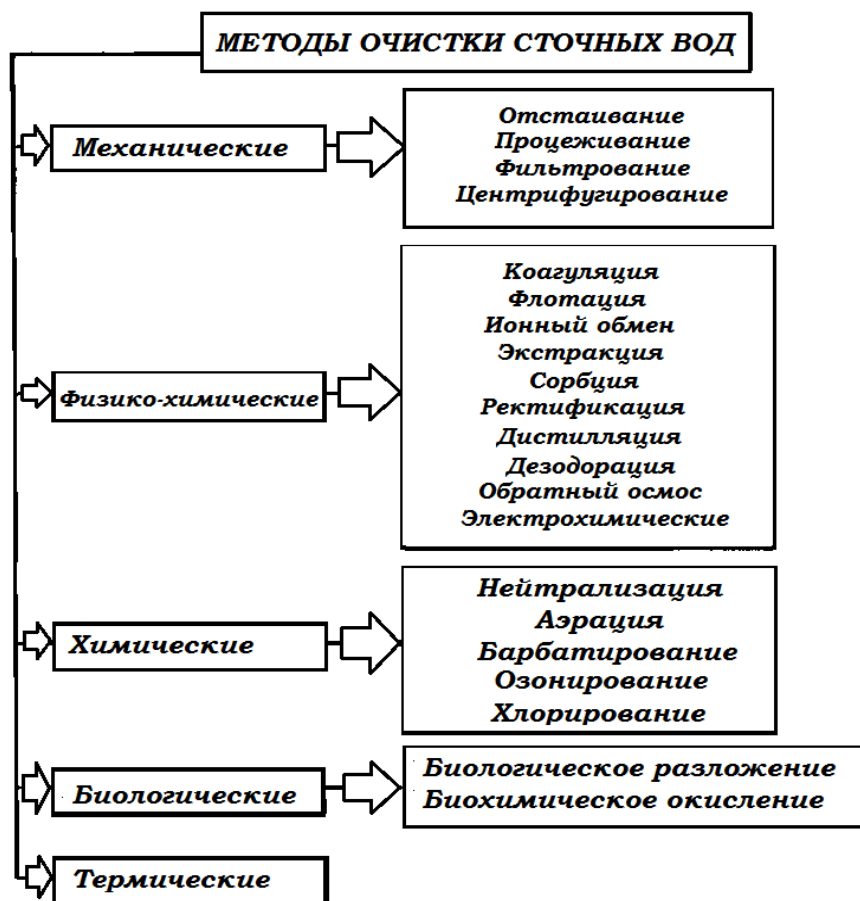 МЕТОДЫ ОЧИСТКИ СТОЧНЫХ ВОД
Механические
Отстаивание
Процеживание
Фильтрование
Центрифугирование
Физико-химические
Коагуляция
Флотация
Ионный обмен
Экстракция
Сорбция
Ректификация
Дистилляция
Дезодорация
Обратный осмос
Электрохимические
Химические
Нейтрализация
Аэрация
Барбатирование
Озонирование
Хлорирование
Биологические
Биологическое разложение
Биохимическое окисление
Термические